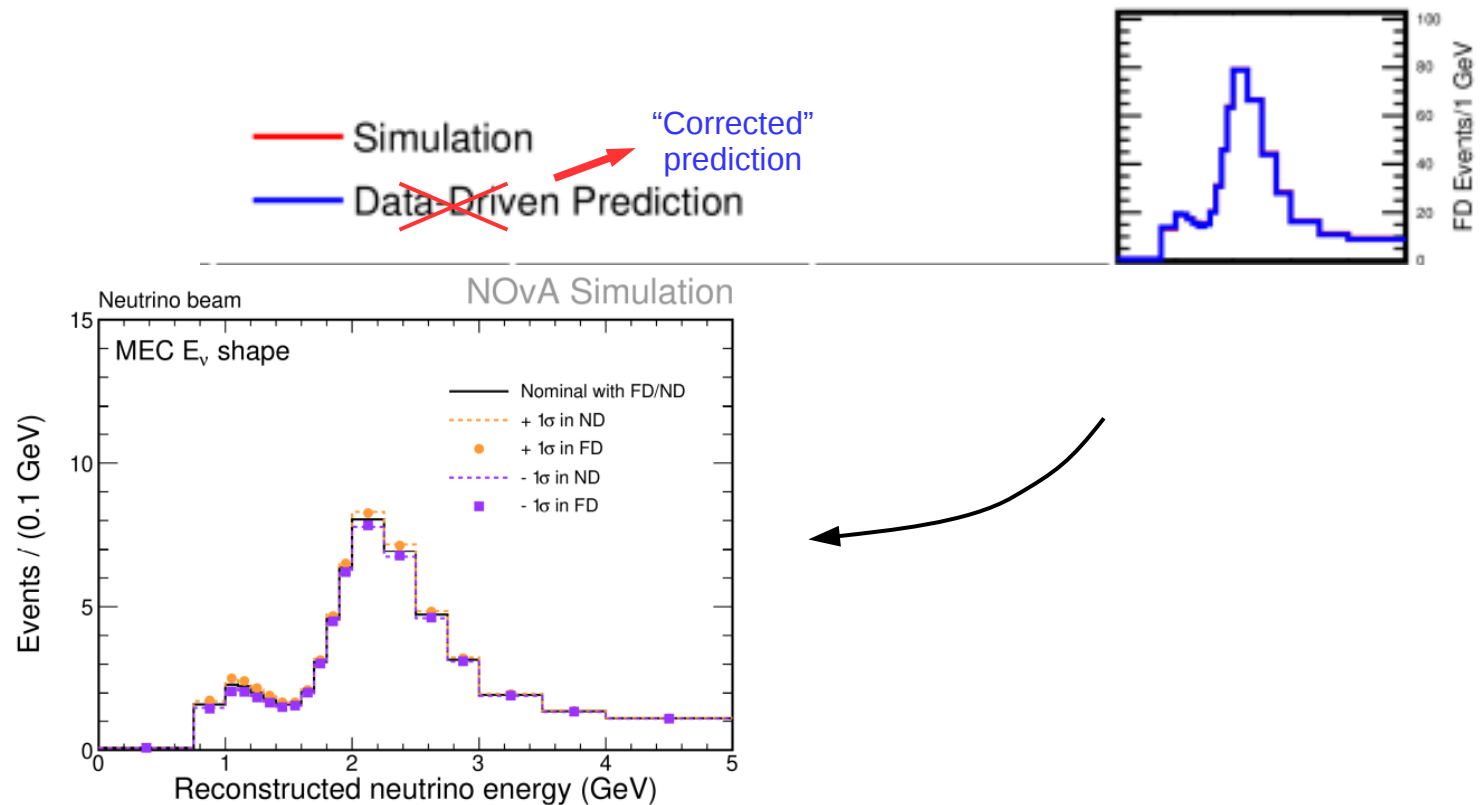 Simulation
Data-Driven Prediction
“Corrected”
prediction
100
80
60
40
20
0
FD Events/1 GeV
Neutrino beam
NOvA Simulation
MEC Eν shape
Nominal with FD/ND
+ 1σ in ND
+ 1σ in FD
- 1σ in ND
- 1σ in FD
15
10
5
0
Events / (0.1 GeV)
0 1 2 3 4 5
Reconstructed neutrino energy (GeV)